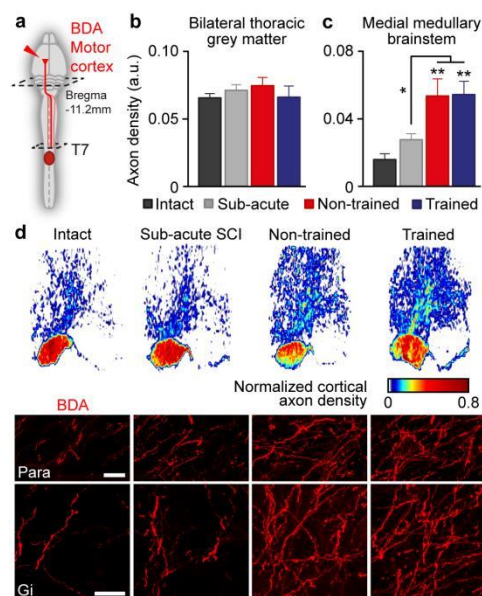 a
BDA
Motor
cortex
Bregma
-11.2mm
T7
b
Bilateral thoracic
grey matter
Axon density (a.u.)
0.10
0.05
0
c
Medial medullary
brainstem
0.08
0.04
0
*
**
**
Intact
Sub-acute
Non-trained
Trained
d
Intact
Sub-acute SCI
Non-trained
Trained
Normalized cortical
axon density
0
0.8
BDA
Para
Gi